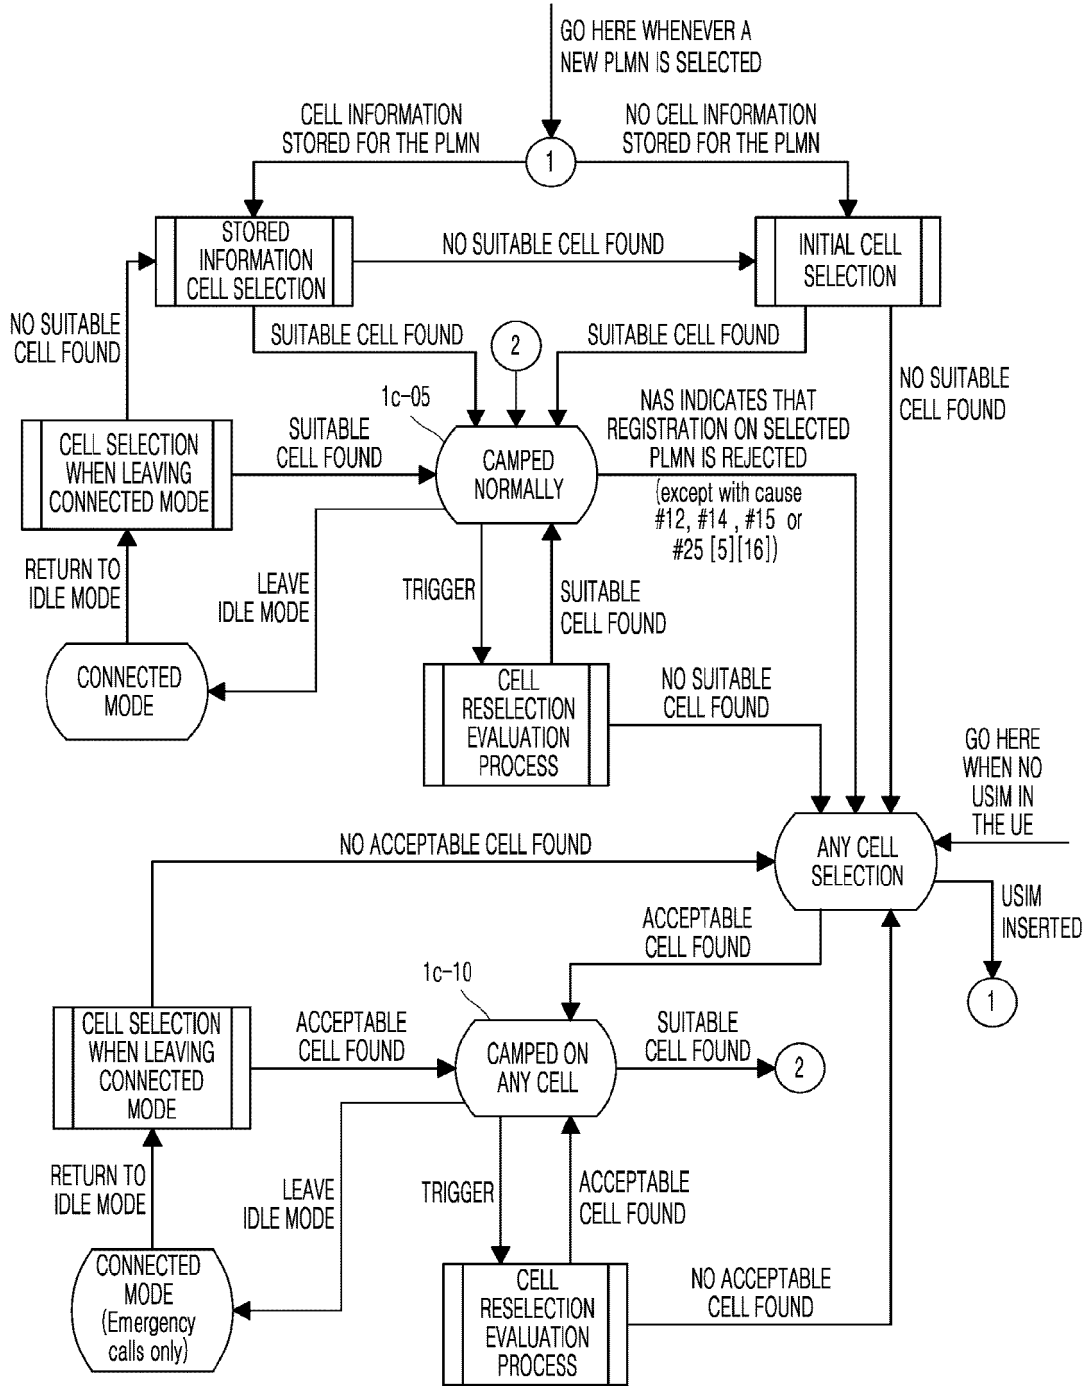 GO HERE WHENEVER A
NEW PLMN IS SELECTED
CELL INFORMATION
STORED FOR THE PLMN
NO CELL INFORMATION
STORED FOR THE PLMN
1
STORED
INFORMATION
CELL SELECTION
NO SUITABLE CELL FOUND
INITIAL CELL
SELECTION
NO SUITABLE
CELL FOUND
SUITABLE CELL FOUND
2
SUITABLE CELL FOUND
NO SUITABLE
CELL FOUND
1c-05
CELL SELECTION
WHEN LEAVING
CONNECTED MODE
SUITABLE
CELL FOUND
CAMPED
NORMALLY
NAS INDICATES THAT
REGISTRATION ON SELECTED
PLMN IS REJECTED
(except with cause
#12, #14 , #15 or
#25 [5][16])
RETURN TO
IDLE MODE
LEAVE
IDLE MODE
TRIGGER
SUITABLE
CELL FOUND
CONNECTED
MODE
CELL
RESELECTION
EVALUATION
PROCESS
NO SUITABLE
CELL FOUND
GO HERE
WHEN NO
USIM IN
THE UE
NO ACCEPTABLE CELL FOUND
ANY CELL
SELECTION
USIM
INSERTED
1
ACCEPTABLE
CELL FOUND
1c-10
CELL SELECTION
WHEN LEAVING
CONNECTED
MODE
ACCEPTABLE
CELL FOUND
CAMPED ON
ANY CELL
SUITABLE
CELL FOUND
2
RETURN TO
IDLE MODE
LEAVE
IDLE MODE
TRIGGER
ACCEPTABLE
CELL FOUND
CONNECTED
MODE
(Emergency
calls only)
CELL
RESELECTION
EVALUATION
PROCESS
NO ACCEPTABLE
CELL FOUND